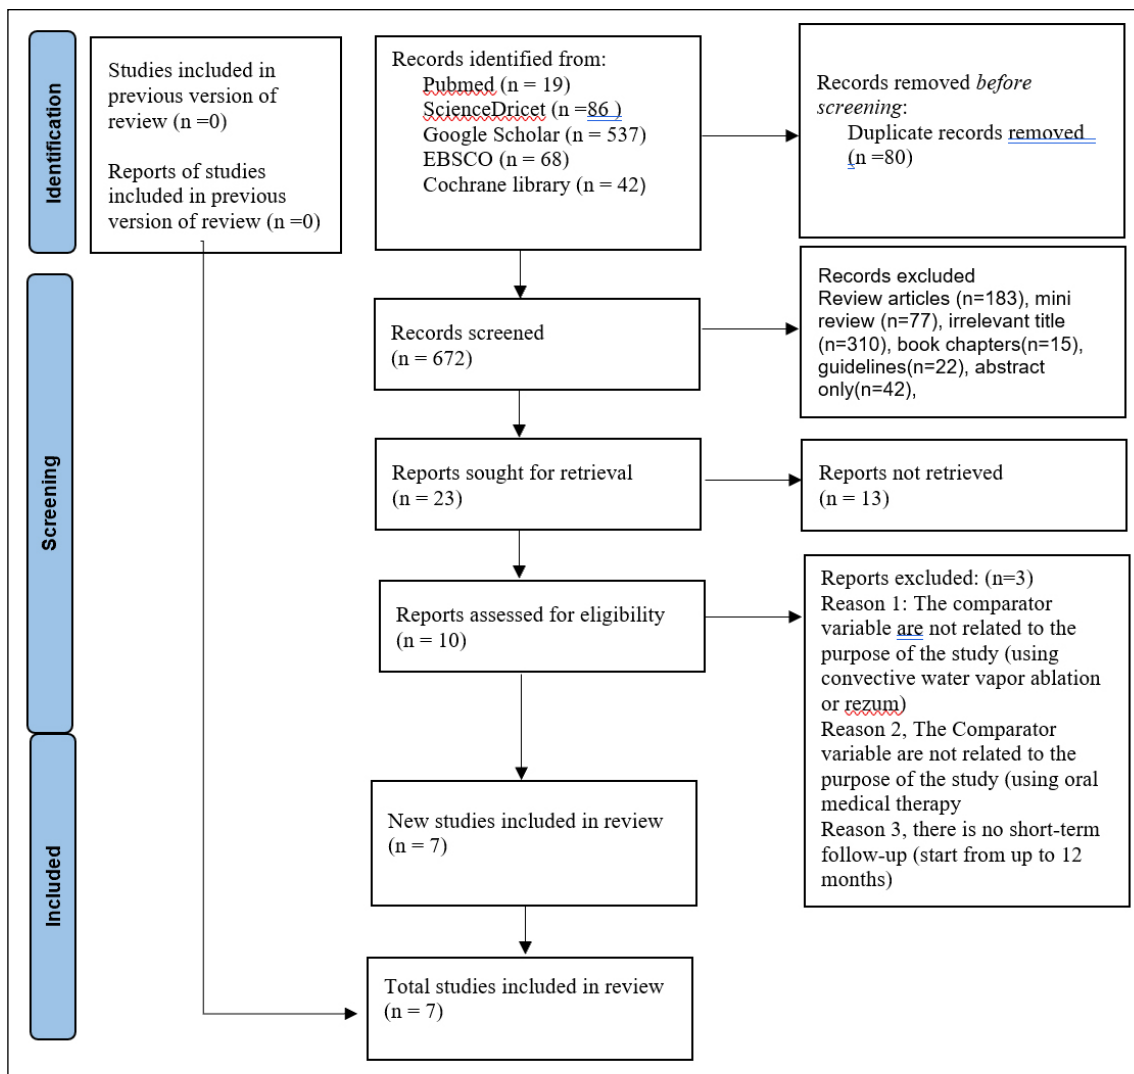 Identification
Studies included in
previous version of
review (n =0)
Reports of studies
included in previous
version of review (n =0)
Records identified from:
Pubmed (n = 19)
ScienceDricet (n =86 )
Google Scholar (n = 537)
EBSCO (n = 68)
Cochrane library (n = 42)
Records removed before
screening:
Duplicate records removed
(n =80)
Screening
Records screened
(n = 672)
Records excluded
Review articles (n=183), mini
review (n=77), irrelevant title
(n=310), book chapters(n=15),
guidelines(n=22), abstract
only(n=42),
Reports sought for retrieval
(n = 23)
Reports not retrieved
(n = 13)
Reports assessed for eligibility
(n = 10)
Reports excluded: (n=3)
Reason 1: The comparator
variable are not related to the
purpose of the study (using
convective water vapor ablation
or rezum)
Reason 2, The Comparator
variable are not related to the
purpose of the study (using oral
medical therapy
Reason 3, there is no short-term
follow-up (start from up to 12
months)
Included
New studies included in review
(n = 7)
Total studies included in review
(n = 7)